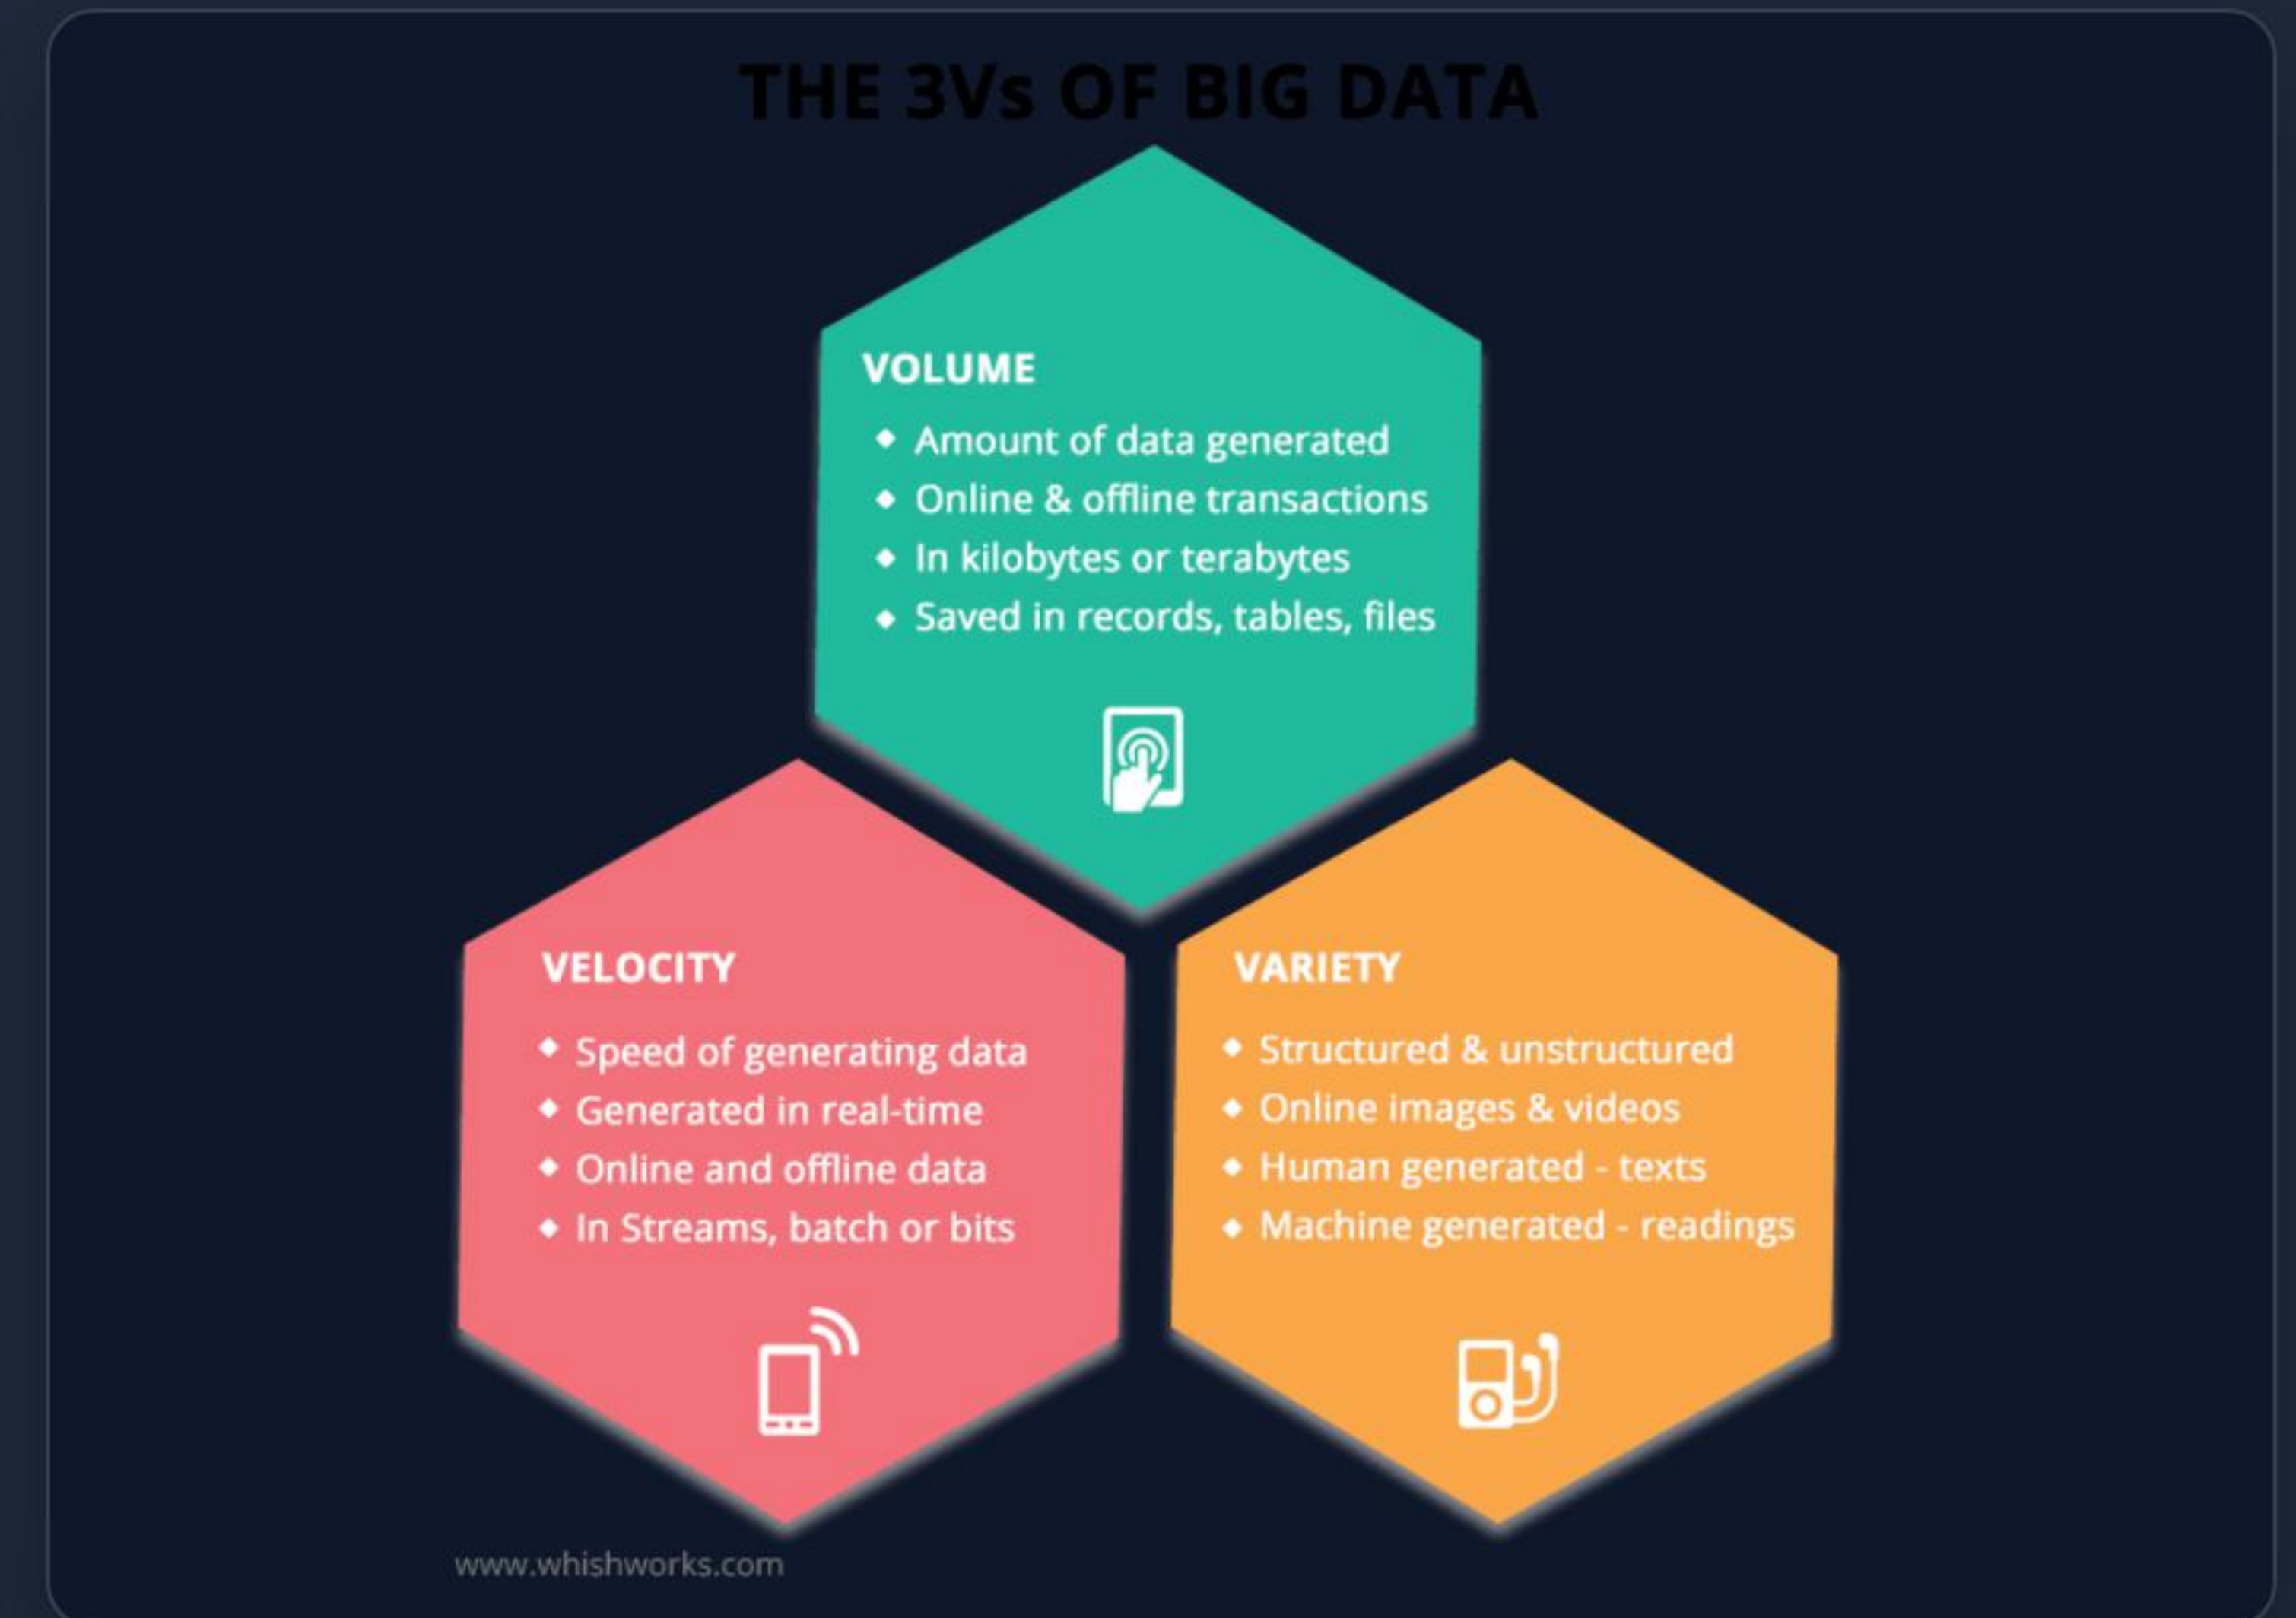 THE 3Vs OF BIG DATA
VOLUME
Amount of data generated
Online & offline transactions
In kilobytes or terabytes
Saved in records, tables, files
VELOCITY
Speed of generating data
Generated in real-time
Online and offline data
In Streams, batch or bits
VARIETY
Structured & unstructured
Online images & videos
Human generated - texts
Machine generated - readings
www.whishworks.com